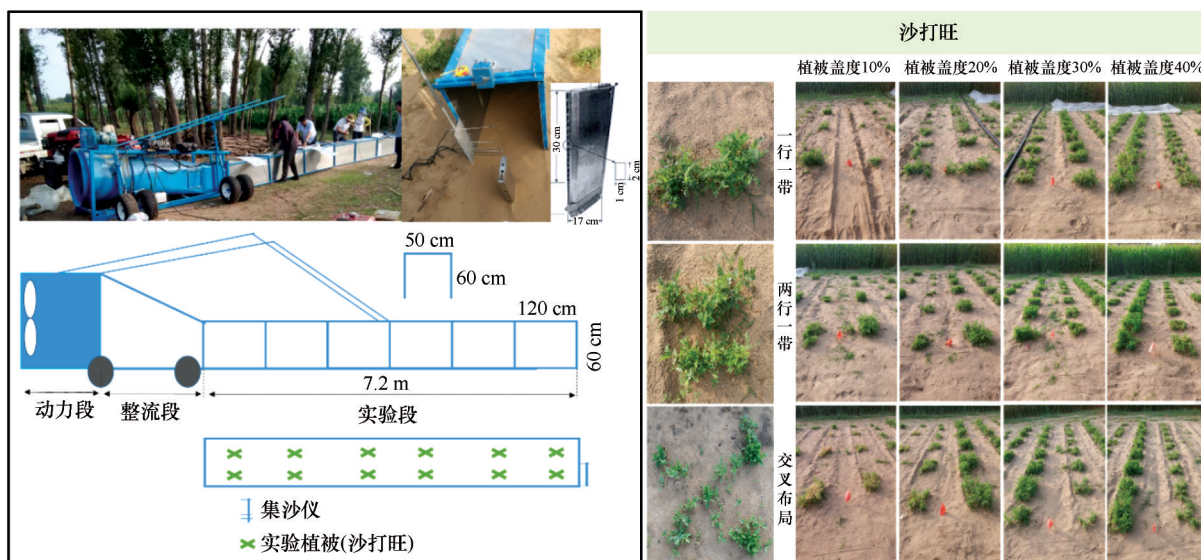 30 cm
2 cm
1 cm
17 cm
50 cm
60 cm
120 cm
60 cm
7.2 m
动力段
整流段
实验段
集沙仪
实验植被(沙打旺)
沙打旺
植被盖度10%
植被盖度20%
植被盖度30%
植被盖度40%
一行一带
两行一带
交叉布局